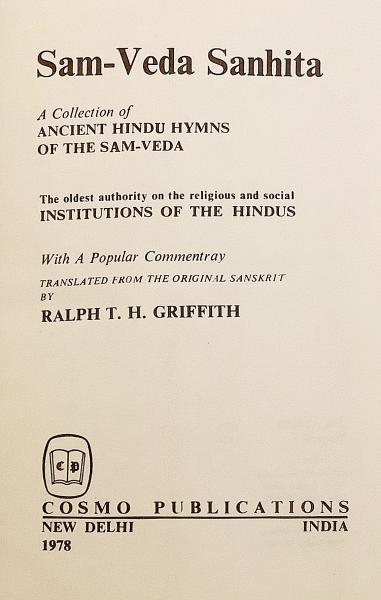 Sam-Veda Sanhita
A Collection of
ANCIENT HINDU HYMNS
OF THE SAM-VEDA
The oldest authority on the religious and social
INSTITUTIONS OF THE HINDUS
With A Popular Commentray
TRANSLATED FROM THE ORIGINAL SANSKRIT
BY
RALPH T. H. GRIFFITH
C P
COSMO PUBLICATIONS
NEW DELHI INDIA
1978